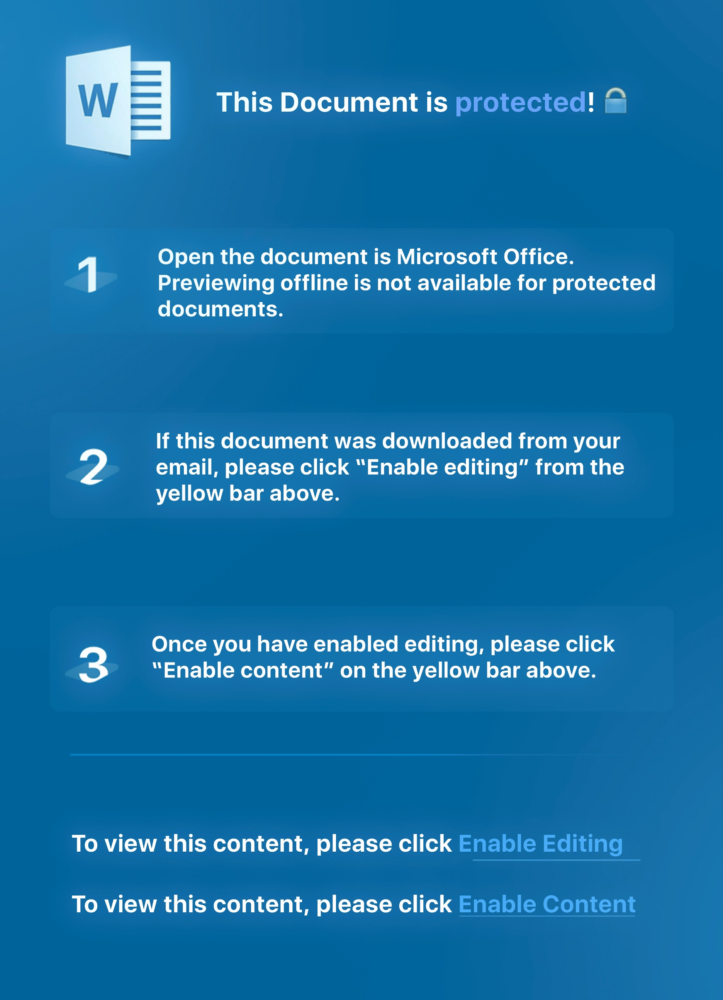 W
This Document is protected!
1
Open the document is Microsoft Office.
Previewing offline is not available for protected
documents.
2
If this document was downloaded from your
email, please click “Enable editing” from the
yellow bar above.
3
Once you have enabled editing, please click
“Enable content” on the yellow bar above.
To view this content, please click Enable Editing
To view this content, please click Enable Content